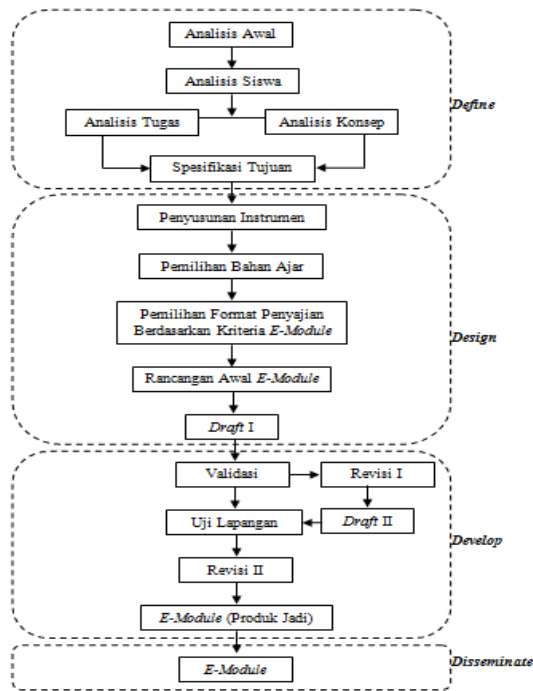 Analisis Awal
Analisis Siswa
Analisis Tugas
Analisis Konsep
Define
Spesifikasi Tujuan
Penyusunan Instrumen
Pemilihan Bahan Ajar
Pemilihan Format Penyajian
Berdasarkan Kriteria E-Module
Design
Rancangan Awal E-Module
Draft I
Validasi
Revisi I
Uji Lapangan
Draft II
Develop
Revisi II
E-Module (Produk Jadi)
E-Module
Disseminate